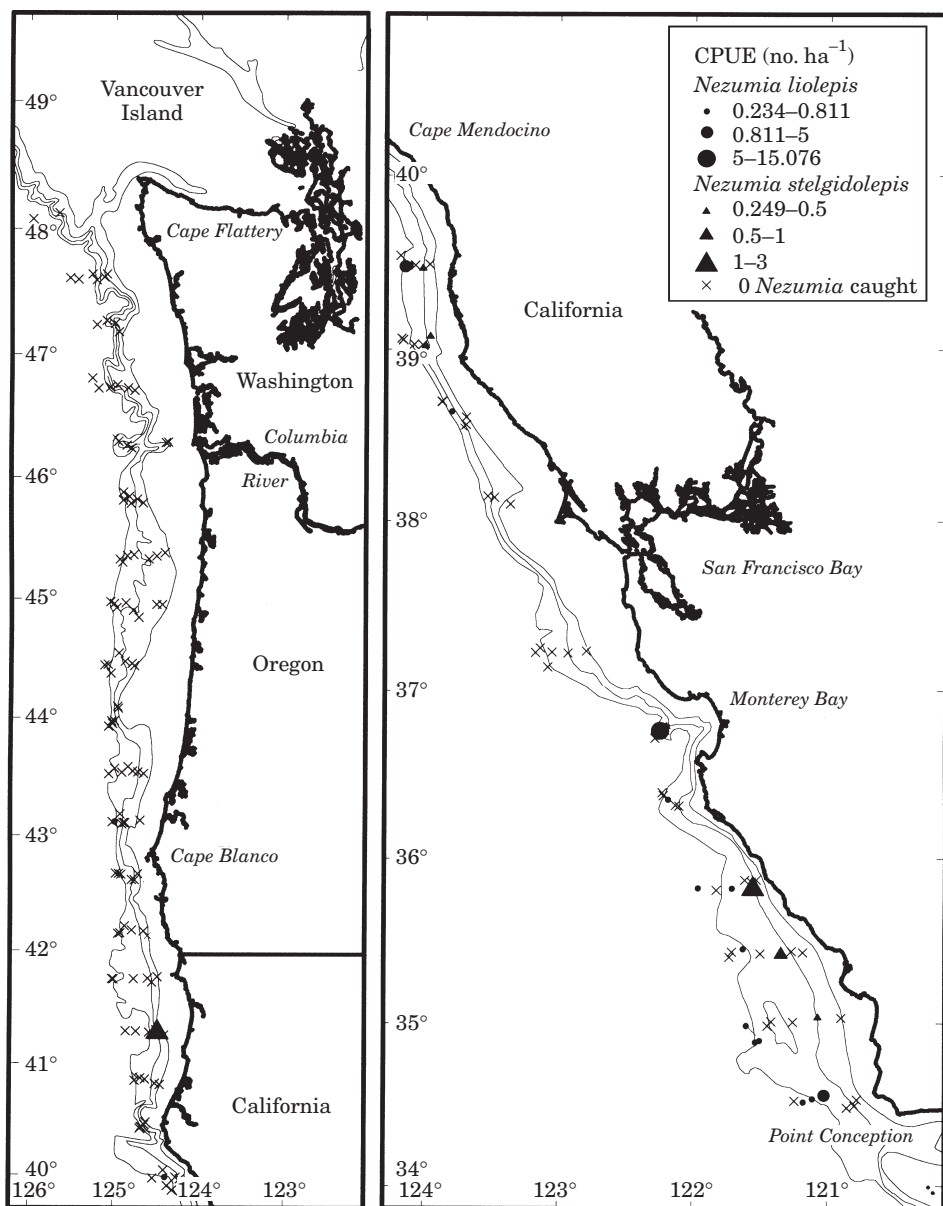 Vancouver
Island
49°
48°
Cape Flattery
47°
Washington
Columbia
River
46°
45°
Oregon
44°
43°
Cape Blanco
42°
41°
California
40°
126°
125°
124°
123°
CPUE (no. ha⁻¹)
Nezumia liolepis
0.234–0.811
0.811–5
5–15.076
Nezumia stelgidolepis
0.249–0.5
0.5–1
1–3
0 Nezumia caught
Cape Mendocino
40°
California
39°
38°
San Francisco Bay
37°
Monterey Bay
36°
35°
Point Conception
34°
124°
123°
122°
121°